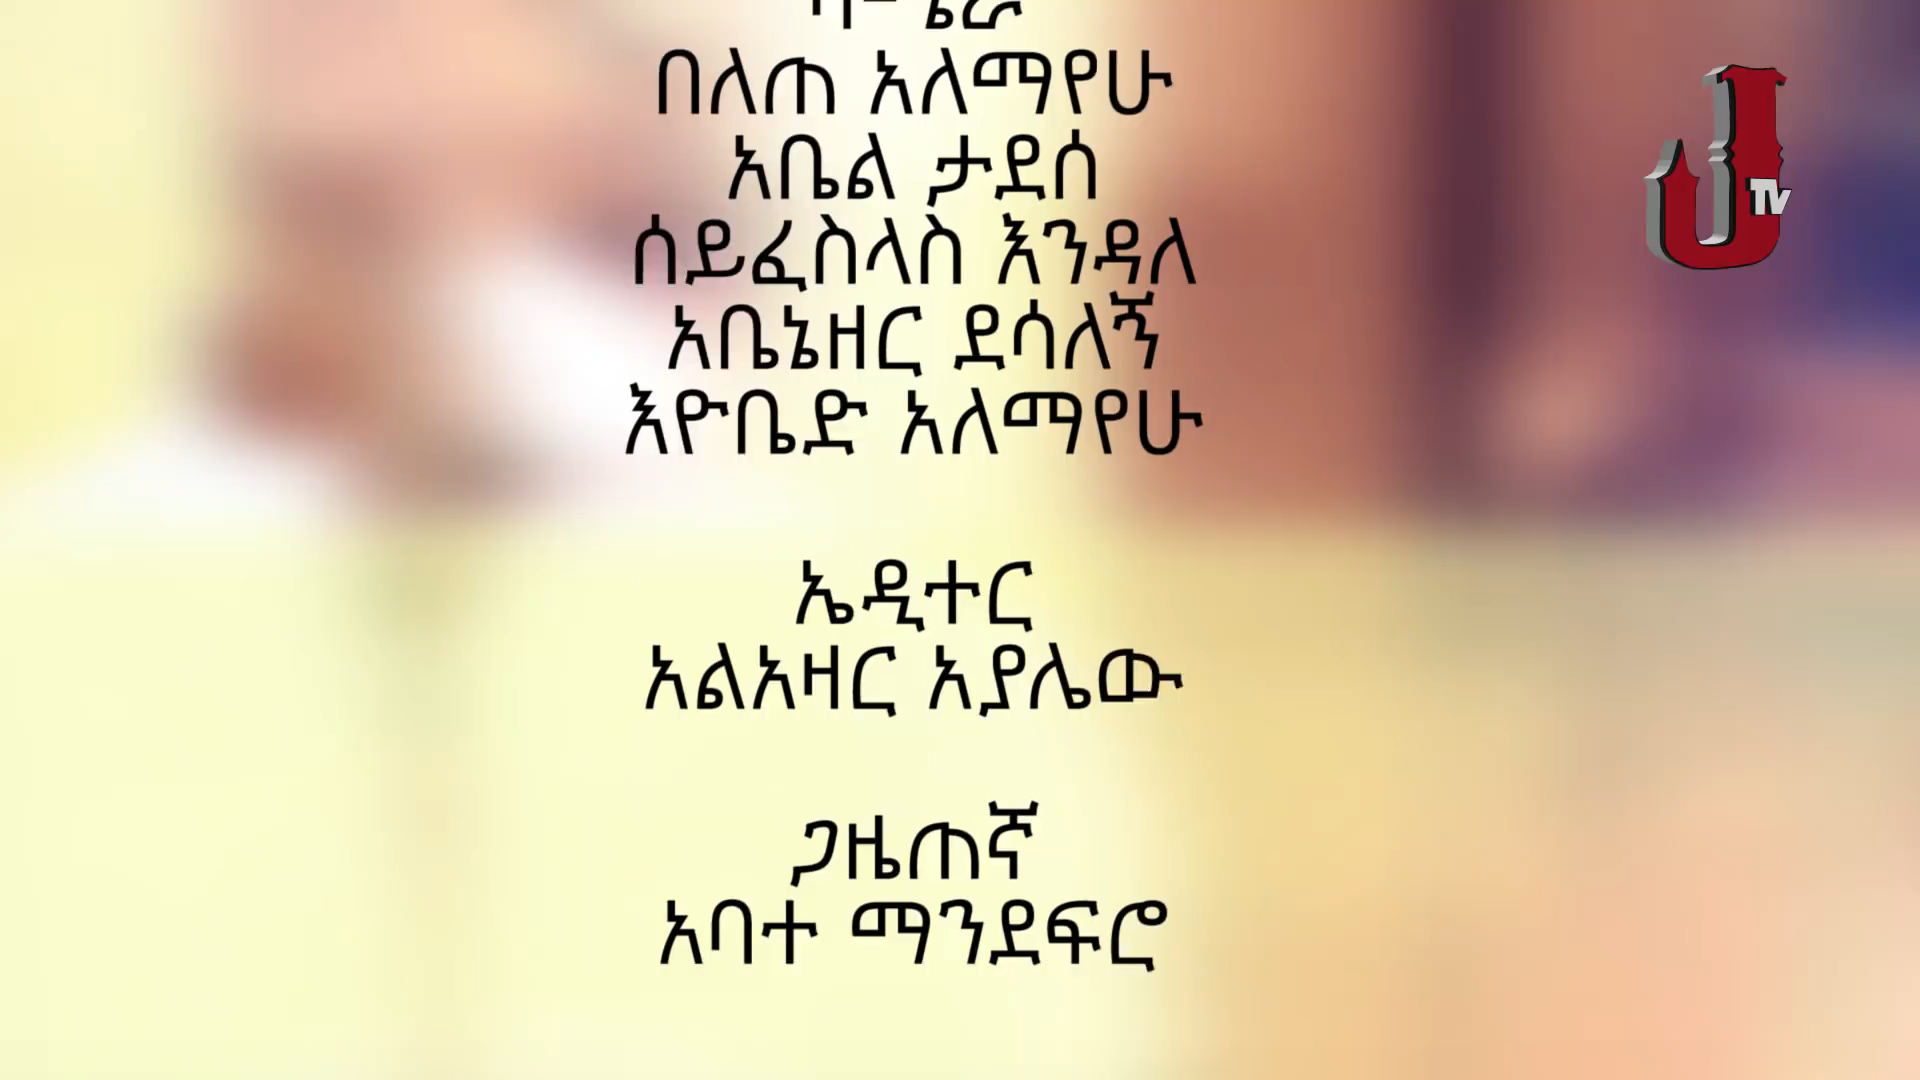 በለጠ አለማየሁ
አቤል ታደሰ
ሰይፈስላስ እንዳለ
አቤኔዘር ደሳለኝ
እዮቤድ አለማየሁ
ኤዲተር
አልአዛር አያሌው
ጋዜጠኛ
አባተ ማንደፍሮ
J TV